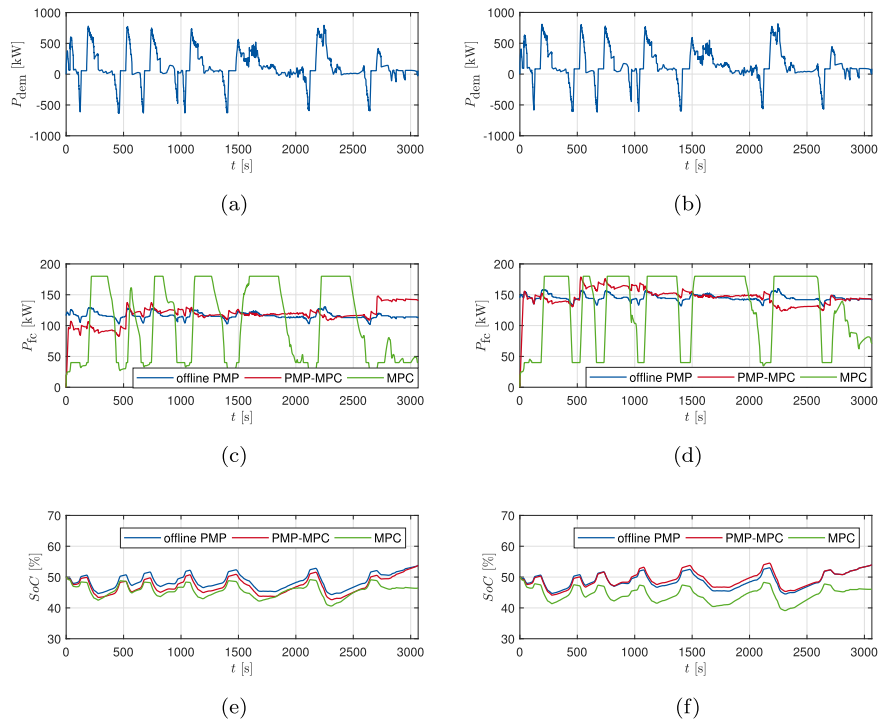 1000
500
0
-500
-1000
P_dem [kW]
0 500 1000 1500 2000 2500 3000
t [s]
(a)
1000
500
0
-500
-1000
P_dem [kW]
0 500 1000 1500 2000 2500 3000
t [s]
(b)
200
150
100
50
0
P_fc [kW]
offline PMP PMP-MPC MPC
0 500 1000 1500 2000 2500 3000
t [s]
(c)
200
150
100
50
0
P_fc [kW]
offline PMP PMP-MPC MPC
0 500 1000 1500 2000 2500 3000
t [s]
(d)
70
60
50
40
30
SoC [%]
offline PMP PMP-MPC MPC
0 500 1000 1500 2000 2500 3000
t [s]
(e)
70
60
50
40
30
SoC [%]
offline PMP PMP-MPC MPC
0 500 1000 1500 2000 2500 3000
t [s]
(f)